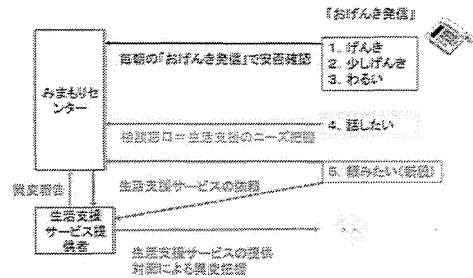 『おげんき発信』
1. げんき
2. 少しげんき
3. わるい
毎朝の「おげんき発信」で安否確認
みまもりセ
ンター
4. 話したい
相談窓口＝生活支援のニーズ把握
5. 頼みたい(新設)
異変報告
生活支援サービスの依頼
生活支援
サービス提
供者
生活支援サービスの提供
対面による異変把握